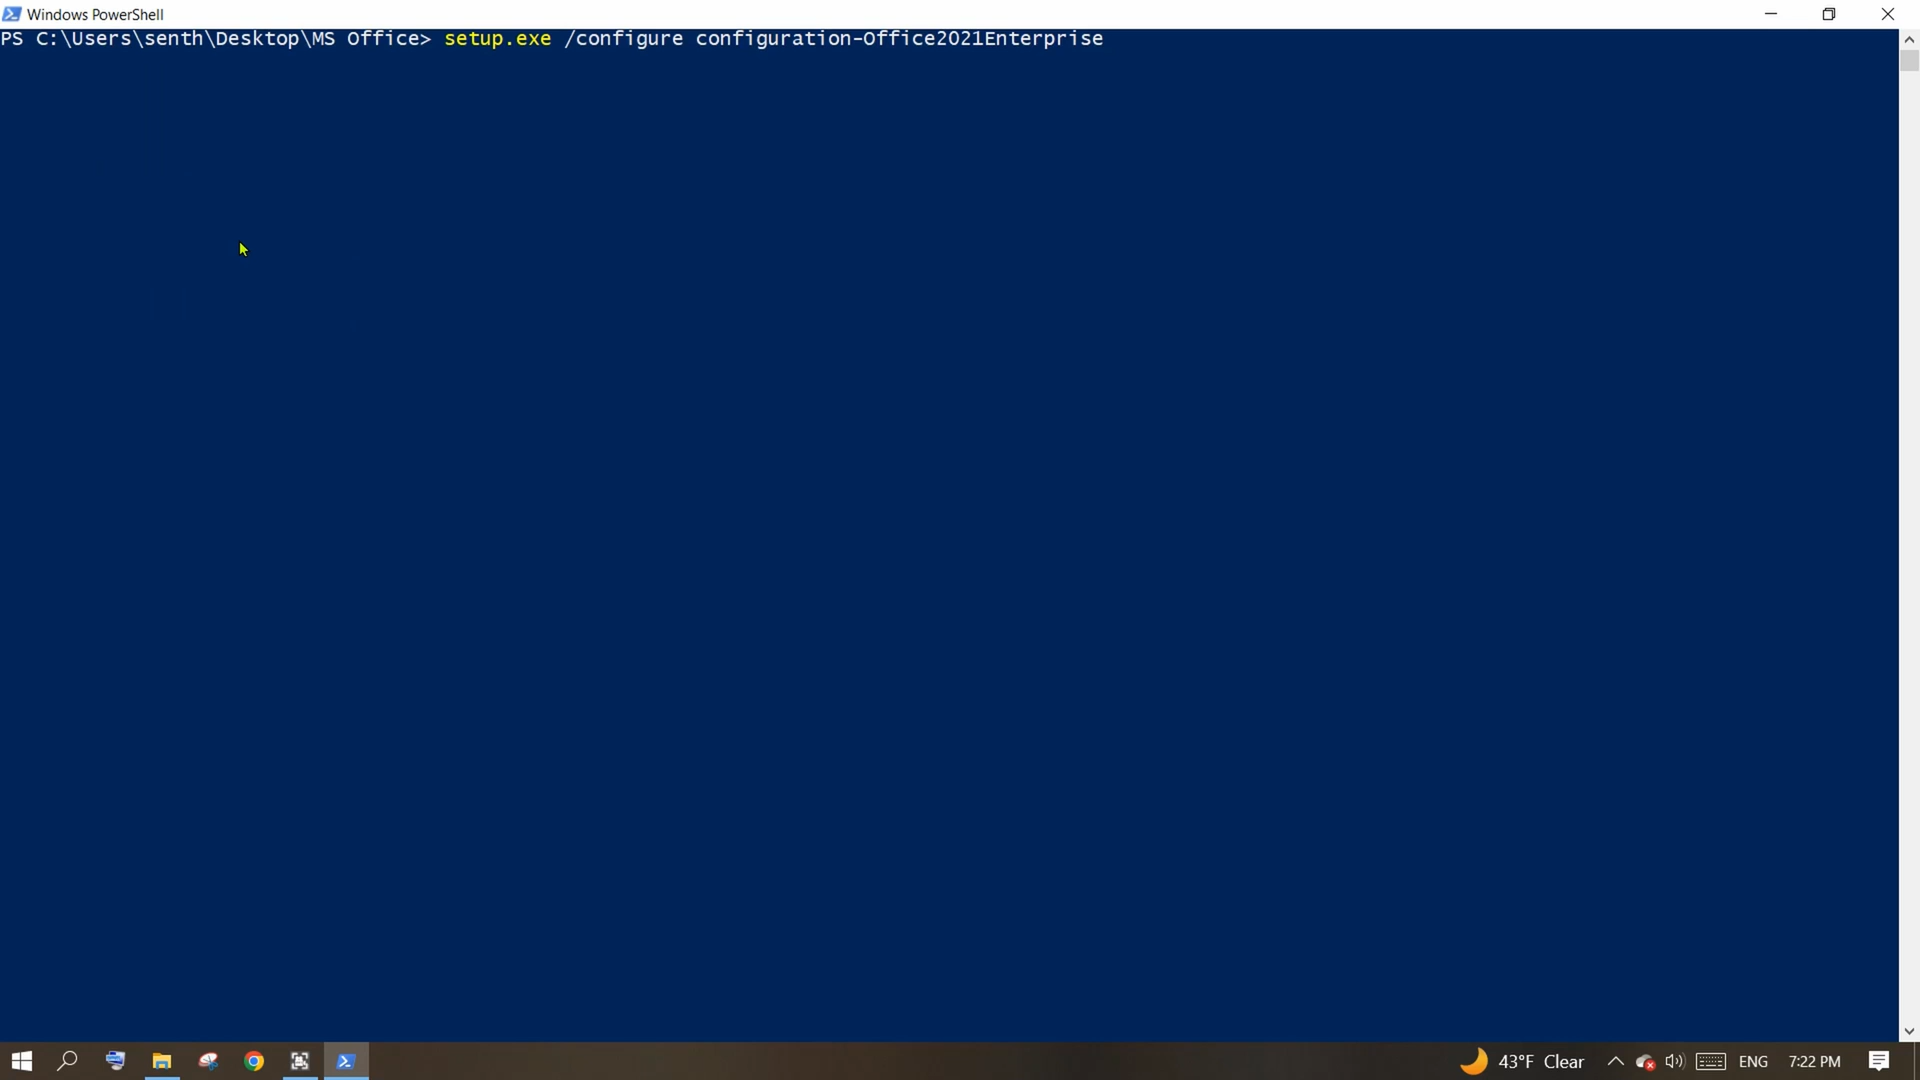 Windows PowerShell
PS C:\Users\senth\Desktop\MS Office> setup.exe /configure configuration-Office2021Enterprise
43°F Clear
ENG
7:22 PM